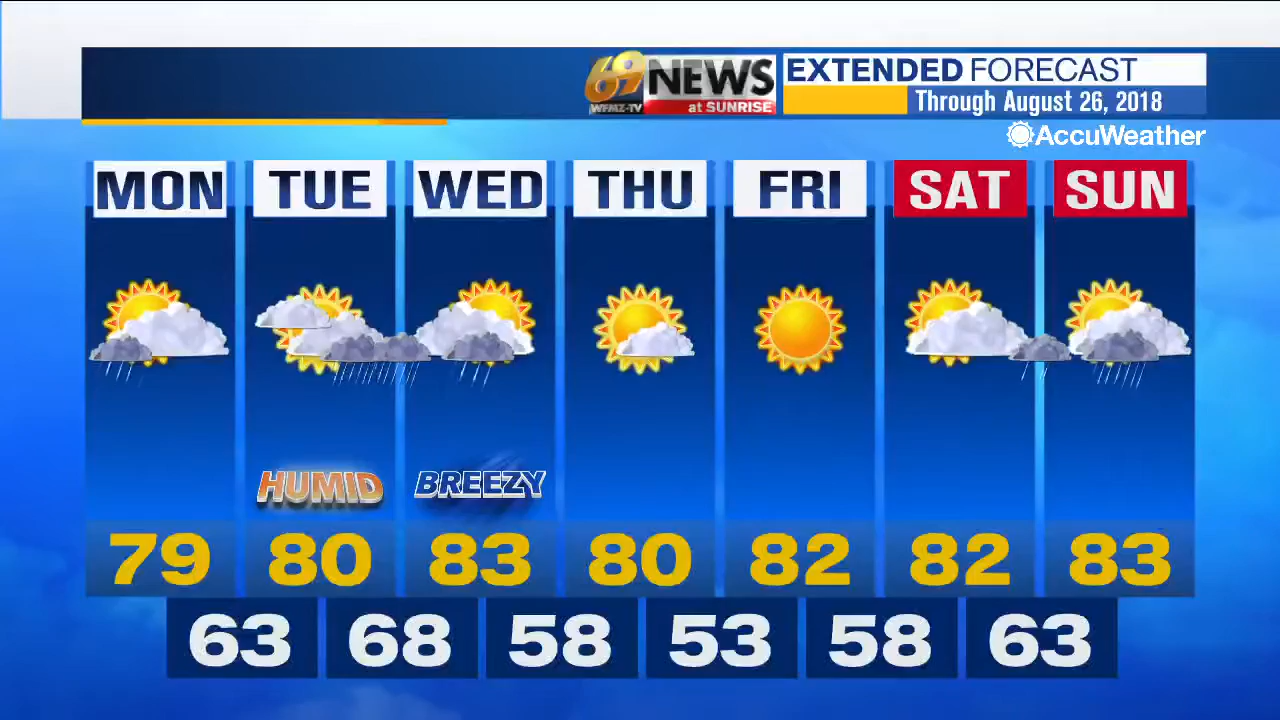 69 NEWS
WFMZ-TV
at SUNRISE
EXTENDED FORECAST
Through August 26, 2018
AccuWeather
MON TUE WED THU FRI SAT SUN
HUMID BREEZY
79 80 83 80 82 82 83
63 68 58 53 58 63